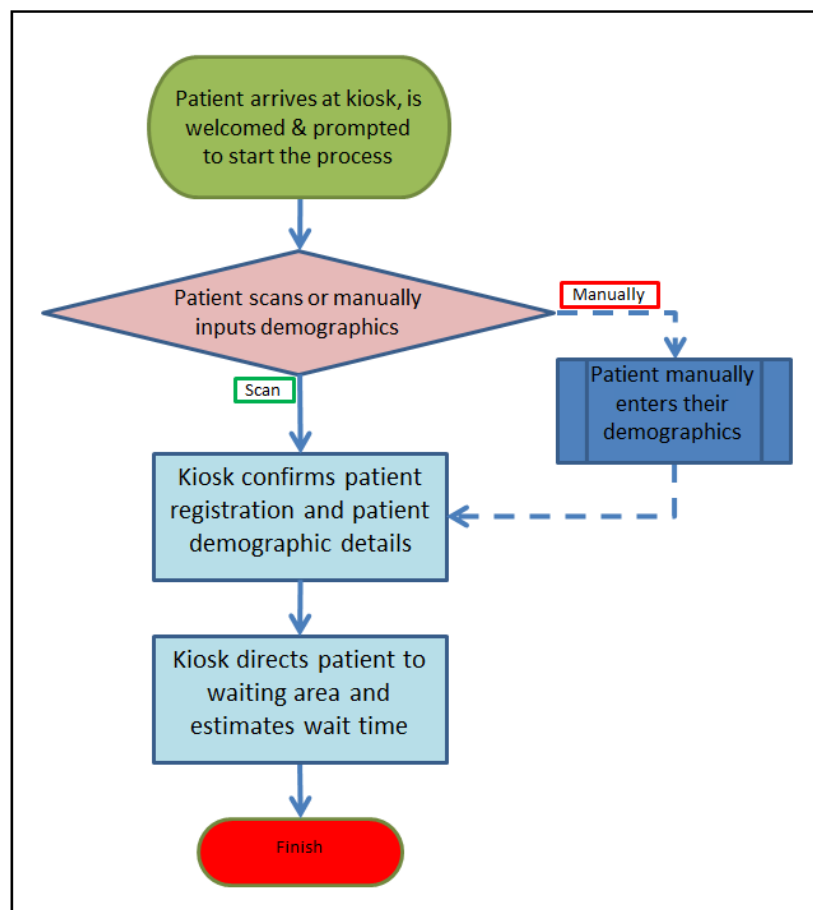 Patient arrives at kiosk, is
welcomed & prompted
to start the process
Patient scans or manually
inputs demographics
Manually
Patient manually
enters their
demographics
Scan
Kiosk confirms patient
registration and patient
demographic details
Kiosk directs patient to
waiting area and
estimates wait time
Finish